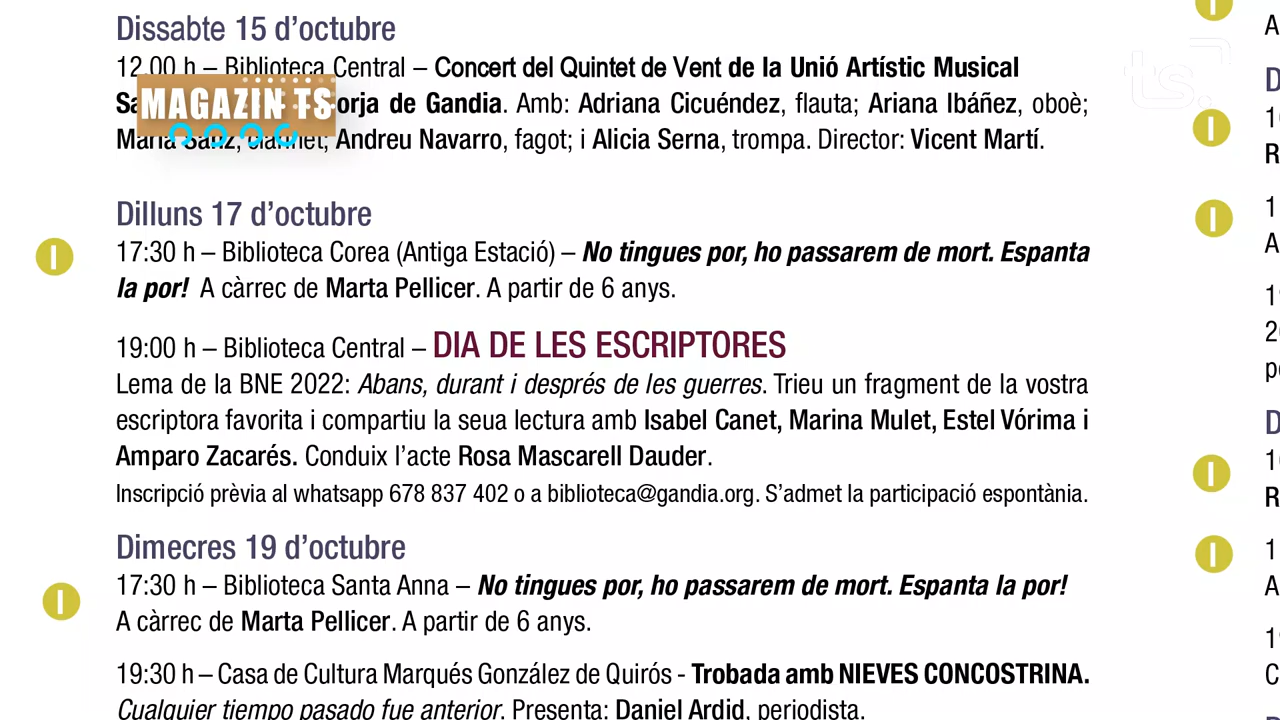 Dissabte 15 d’octubre
12.00 h – Biblioteca Central – Concert del Quintet de Vent de la Unió Artístic Musical
MAGAZIN TS
orja de Gandia. Amb: Adriana Cicuéndez, flauta; Ariana Ibáñez, oboè;
Maria Sanz, clarinet; Andreu Navarro, fagot; i Alicia Serna, trompa. Director: Vicent Martí.
Dilluns 17 d’octubre
17:30 h – Biblioteca Corea (Antiga Estació) – No tingues por, ho passarem de mort. Espanta
la por! A càrrec de Marta Pellicer. A partir de 6 anys.
19:00 h – Biblioteca Central – DIA DE LES ESCRIPTORES
Lema de la BNE 2022: Abans, durant i després de les guerres. Trieu un fragment de la vostra
escriptora favorita i compartiu la seua lectura amb Isabel Canet, Marina Mulet, Estel Vórima i
Amparo Zacarés. Conduix l’acte Rosa Mascarell Dauder.
Inscripció prèvia al whatsapp 678 837 402 o a biblioteca@gandia.org. S’admet la participació espontània.
Dimecres 19 d’octubre
17:30 h – Biblioteca Santa Anna – No tingues por, ho passarem de mort. Espanta la por!
A càrrec de Marta Pellicer. A partir de 6 anys.
19:30 h – Casa de Cultura Marqués González de Quirós - Trobada amb NIEVES CONCOSTRINA.
Cualquier tiempo pasado fue anterior. Presenta: Daniel Ardid, periodista.
ts.